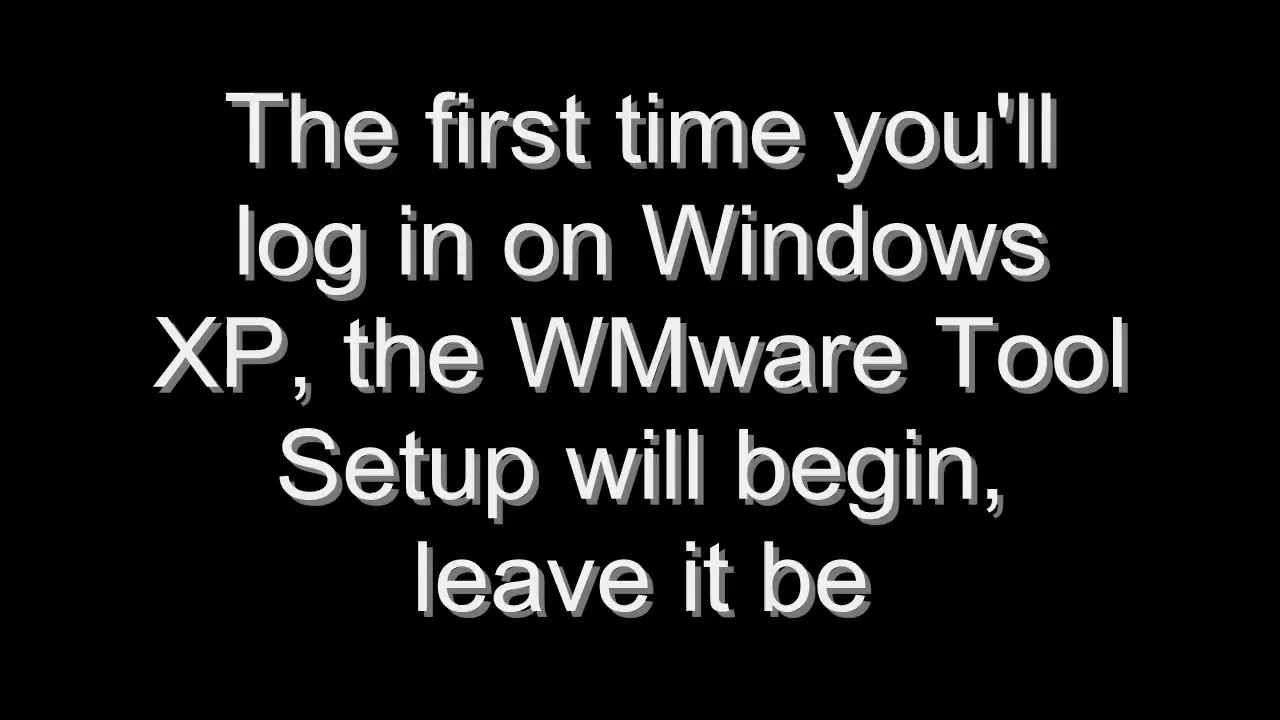 The first time you'll
log in on Windows
XP, the WMware Tool
Setup will begin,
leave it be